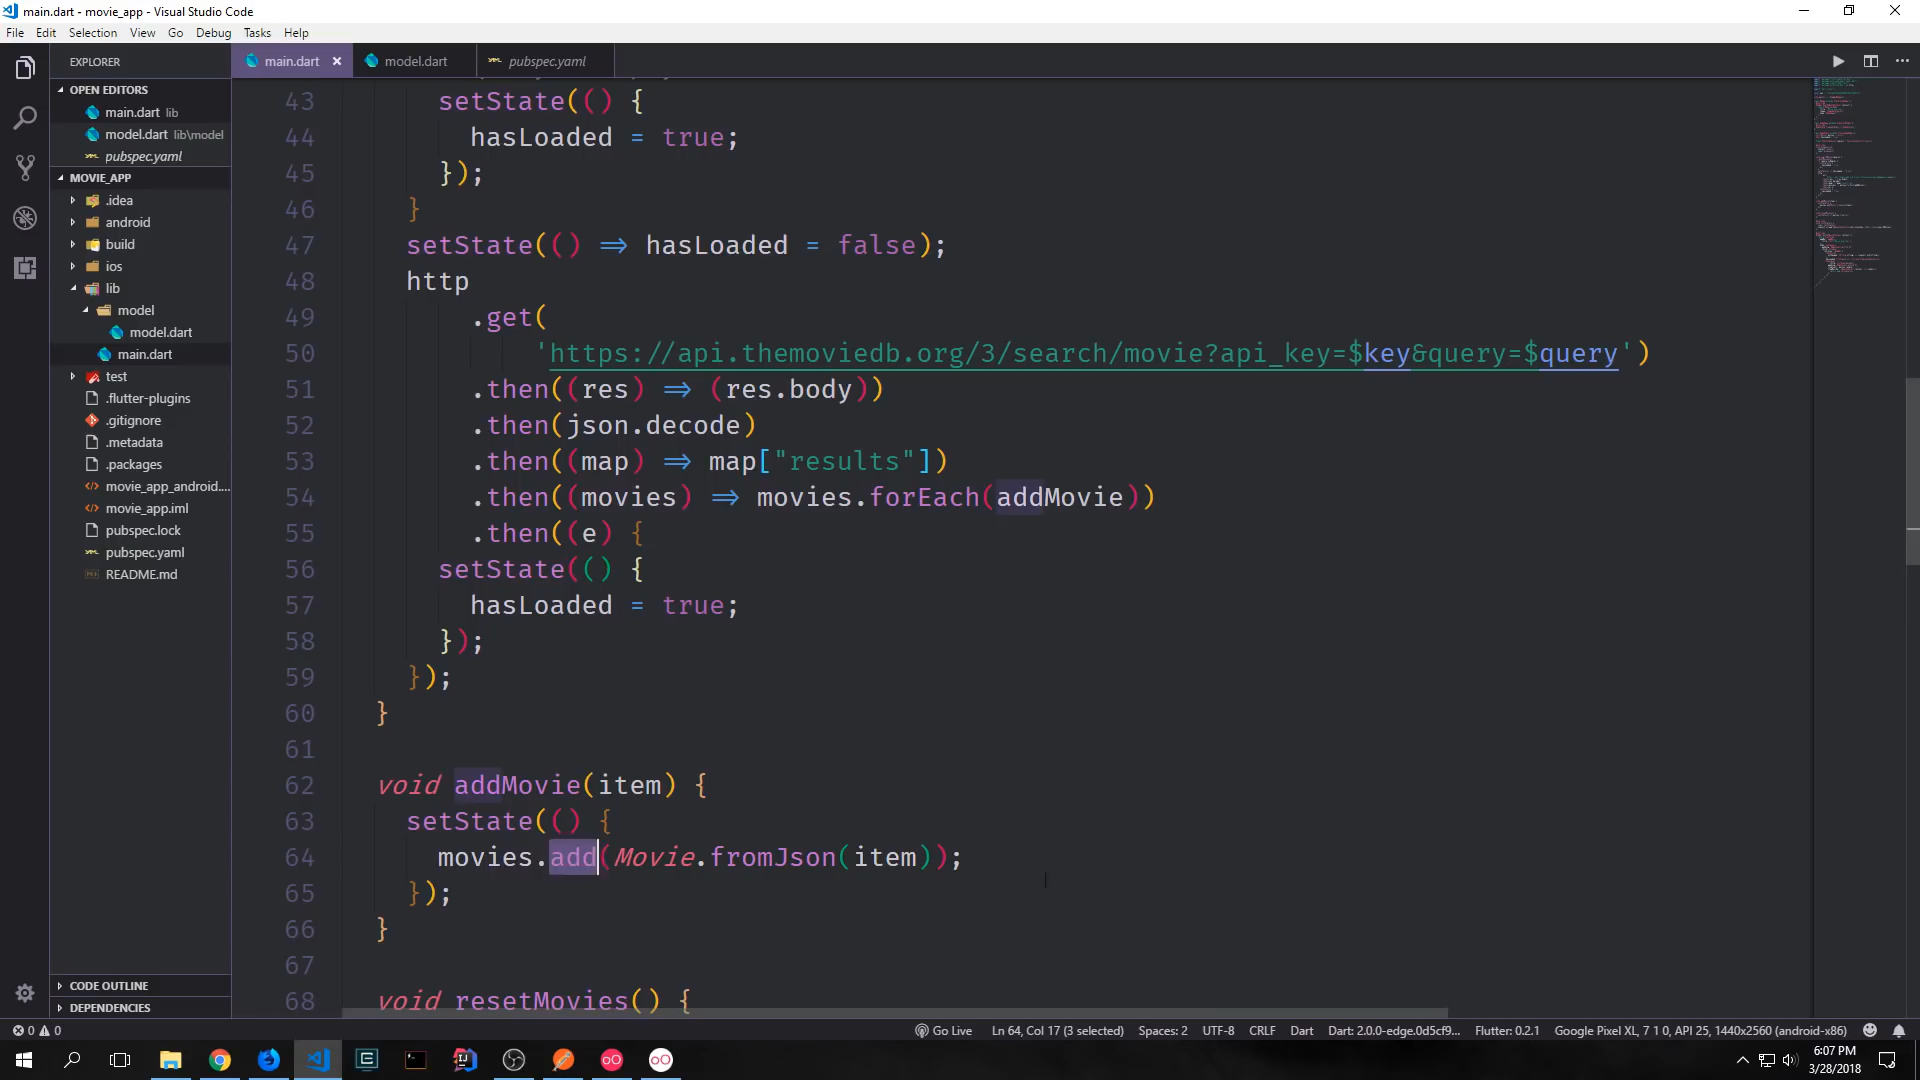 main.dart - movie_app - Visual Studio Code
File Edit Selection View Go Debug Tasks Help
EXPLORER
OPEN EDITORS
main.dart lib
model.dart lib\model
pubspec.yaml
MOVIE_APP
.idea
android
build
ios
lib
model
model.dart
main.dart
test
.flutter-plugins
.gitignore
.metadata
.packages
movie_app_android....
movie_app.iml
pubspec.lock
pubspec.yaml
README.md
CODE OUTLINE
DEPENDENCIES
main.dart model.dart pubspec.yaml
43 setState(() {
44 hasLoaded = true;
45 });
46 }
47 setState(() => hasLoaded = false);
48 http
49 .get(
50 'https://api.themoviedb.org/3/search/movie?api_key=$key&query=$query')
51 .then((res) => (res.body))
52 .then(json.decode)
53 .then((map) => map["results"])
54 .then((movies) => movies.forEach(addMovie))
55 .then((e) {
56 setState(() {
57 hasLoaded = true;
58 });
59 });
60 }
61
62 void addMovie(item) {
63 setState(() {
64 movies.add(Movie.fromJson(item));
65 });
66 }
67
68 void resetMovies() {
0 0 Go Live Ln 64, Col 17 (3 selected) Spaces: 2 UTF-8 CRLF Dart Dart: 2.0.0-edge.0d5cf9... Flutter: 0.2.1 Google Pixel XL, 7 1 0, API 25, 1440x2560 (android-x86)
6:07 PM
3/28/2018